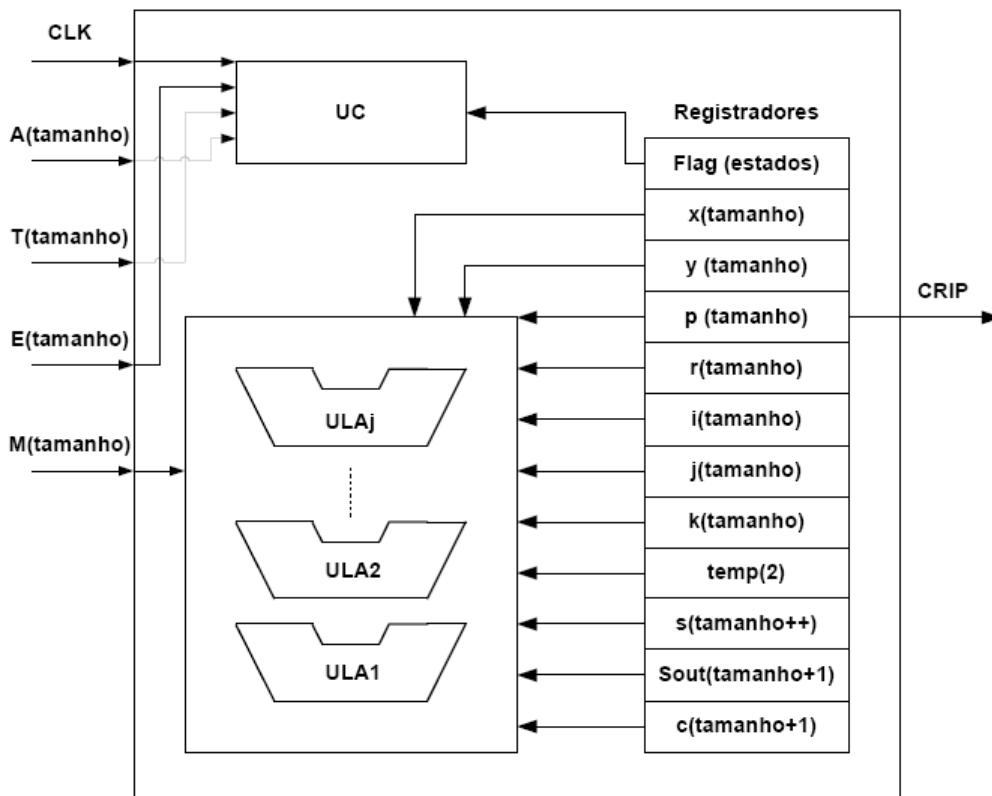 CLK
A(tamanho)
T(tamanho)
E(tamanho)
M(tamanho)
UC
ULAj
ULA2
ULA1
Registradores
Flag (estados)
x(tamanho)
y (tamanho)
p (tamanho)
r(tamanho)
i(tamanho)
j(tamanho)
k(tamanho)
temp(2)
s(tamanho++)
Sout(tamanho+1)
c(tamanho+1)
CRIP